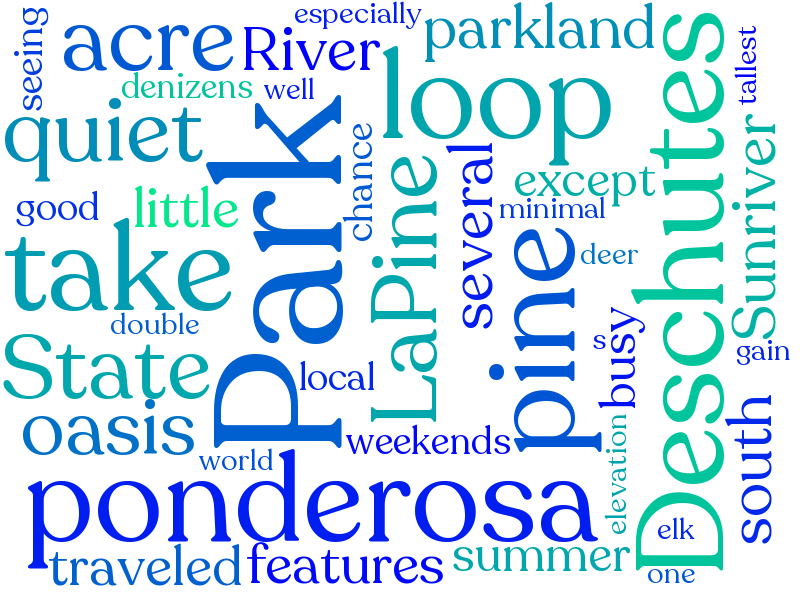 seeing
acre
River
especially
parkland
Deschutes
tallest
denizens
well
quiet
Park
chance
loop
except
Sunriver
good
little
LaPine
several
minimal
take
pine
deer
double
State
local
s
busy
gain
oasis
weekends
world
elevation
south
ponderosa
elk
traveled
features
summer
one